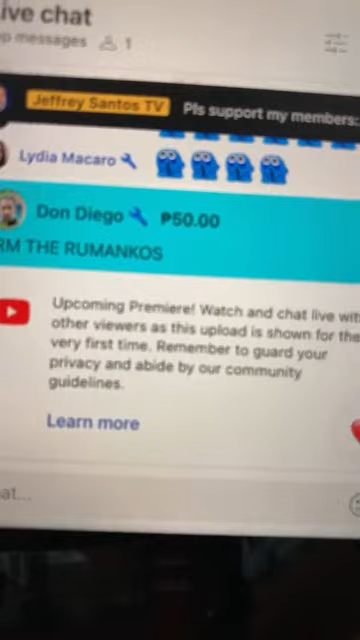 ive chat
p messages 1
Jeffrey Santos TV Pls support my members:
Lydia Macaro
Don Diego ₱50.00
RM THE RUMANKOS
Upcoming Premiere! Watch and chat live wit
other viewers as this upload is shown for the
very first time. Remember to guard your
privacy and abide by our community
guidelines.
Learn more
at...